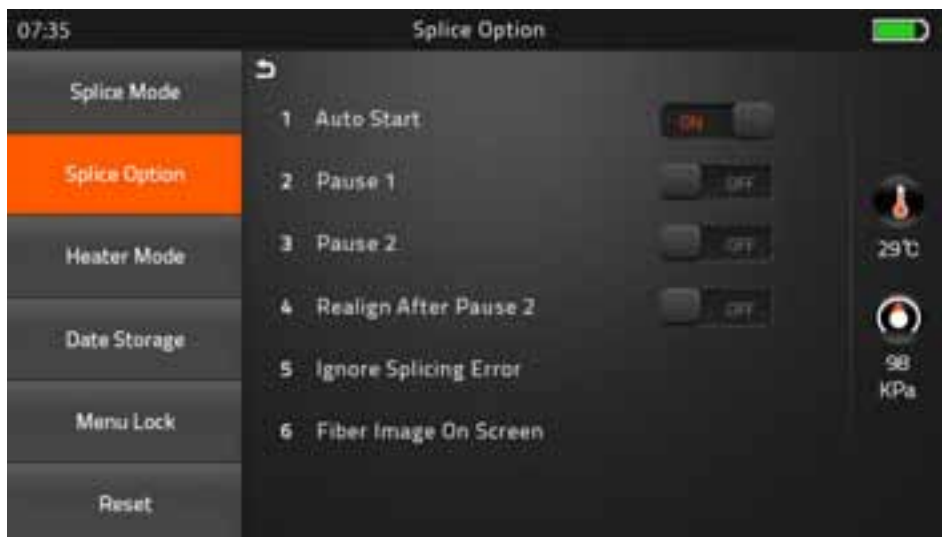 07:35
Splice Option
Splice Mode
Splice Option
Heater Mode
Date Storage
Menu Lock
Reset
1 Auto Start ON
2 Pause 1 OFF
3 Pause 2 OFF
4 Realign After Pause 2 OFF
5 Ignore Splicing Error
6 Fiber Image On Screen
29℃
98
KPa